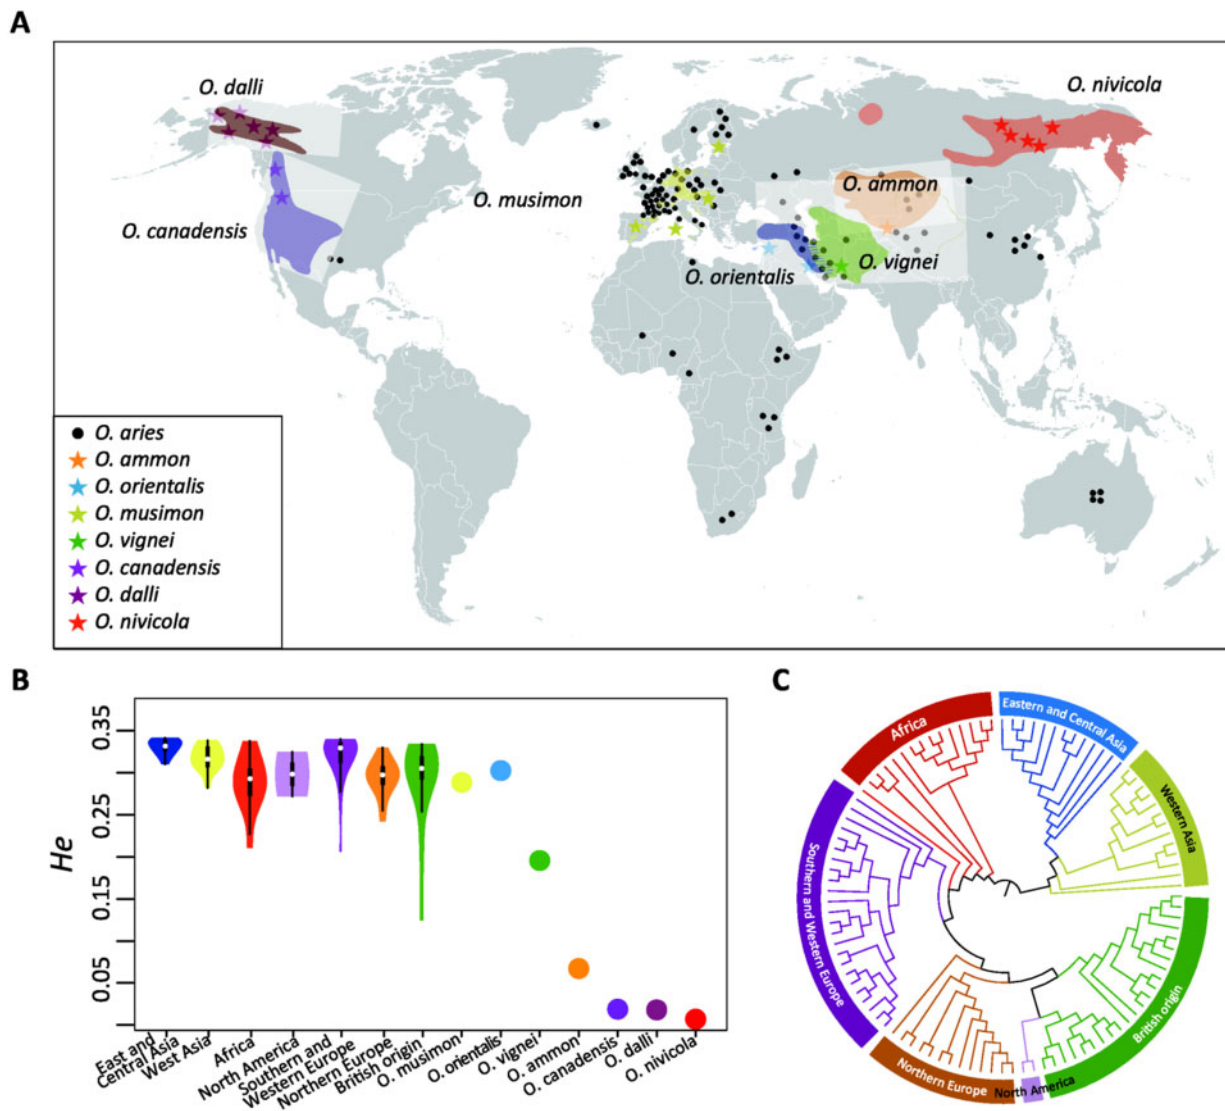 A
O. dalli
O. nivicola
O. ammon
O. musimon
O. canadensis
O. vignei
O. orientalis
O. aries
O. ammon
O. orientalis
O. musimon
O. vignei
O. canadensis
O. dalli
O. nivicola
B
C
He
0.35
0.25
0.15
0.05
East and
Central Asia
West Asia
Africa
North America
Southern and
Western Europe
Northern Europe
British origin
O. musimon
O. orientalis
O. vignei
O. ammon
O. canadensis
O. dalli
O. nivicola
Africa
Eastern and Central Asia
Western Asia
British origin
North America
Northern Europe
Southern and Western Europe